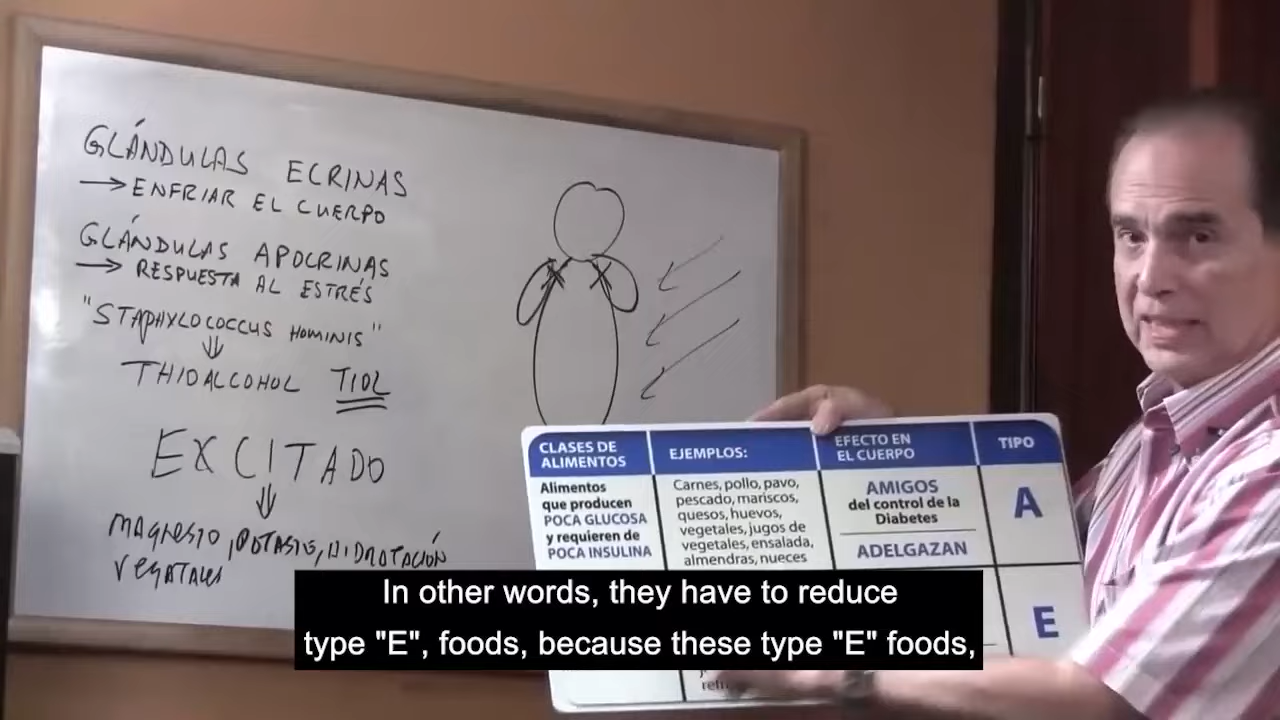 GLÁNDULAS ECRINAS
→ ENFRIAR EL CUERPO
GLÁNDULAS APOCRINAS
→ RESPUESTA AL ESTRÉS
"STAPHYLOCOCCUS HOMINIS"
THIOALCOHOL TIOL
EXCITADO
MAGNESIO, POTASIO, HIDRATACIÓN
VEGETALES
CLASES DE
ALIMENTOS
EJEMPLOS:
EFECTO EN
EL CUERPO
TIPO
Alimentos
que producen
POCA GLUCOSA
y requieren de
POCA INSULINA
Carnes, pollo, pavo,
pescado, mariscos,
quesos, huevos,
vegetales, jugos de
vegetales, ensalada,
almendras, nueces
AMIGOS
del control de la
Diabetes
ADELGAZAN
A
E
In other words, they have to reduce
type "E", foods, because these type "E" foods,